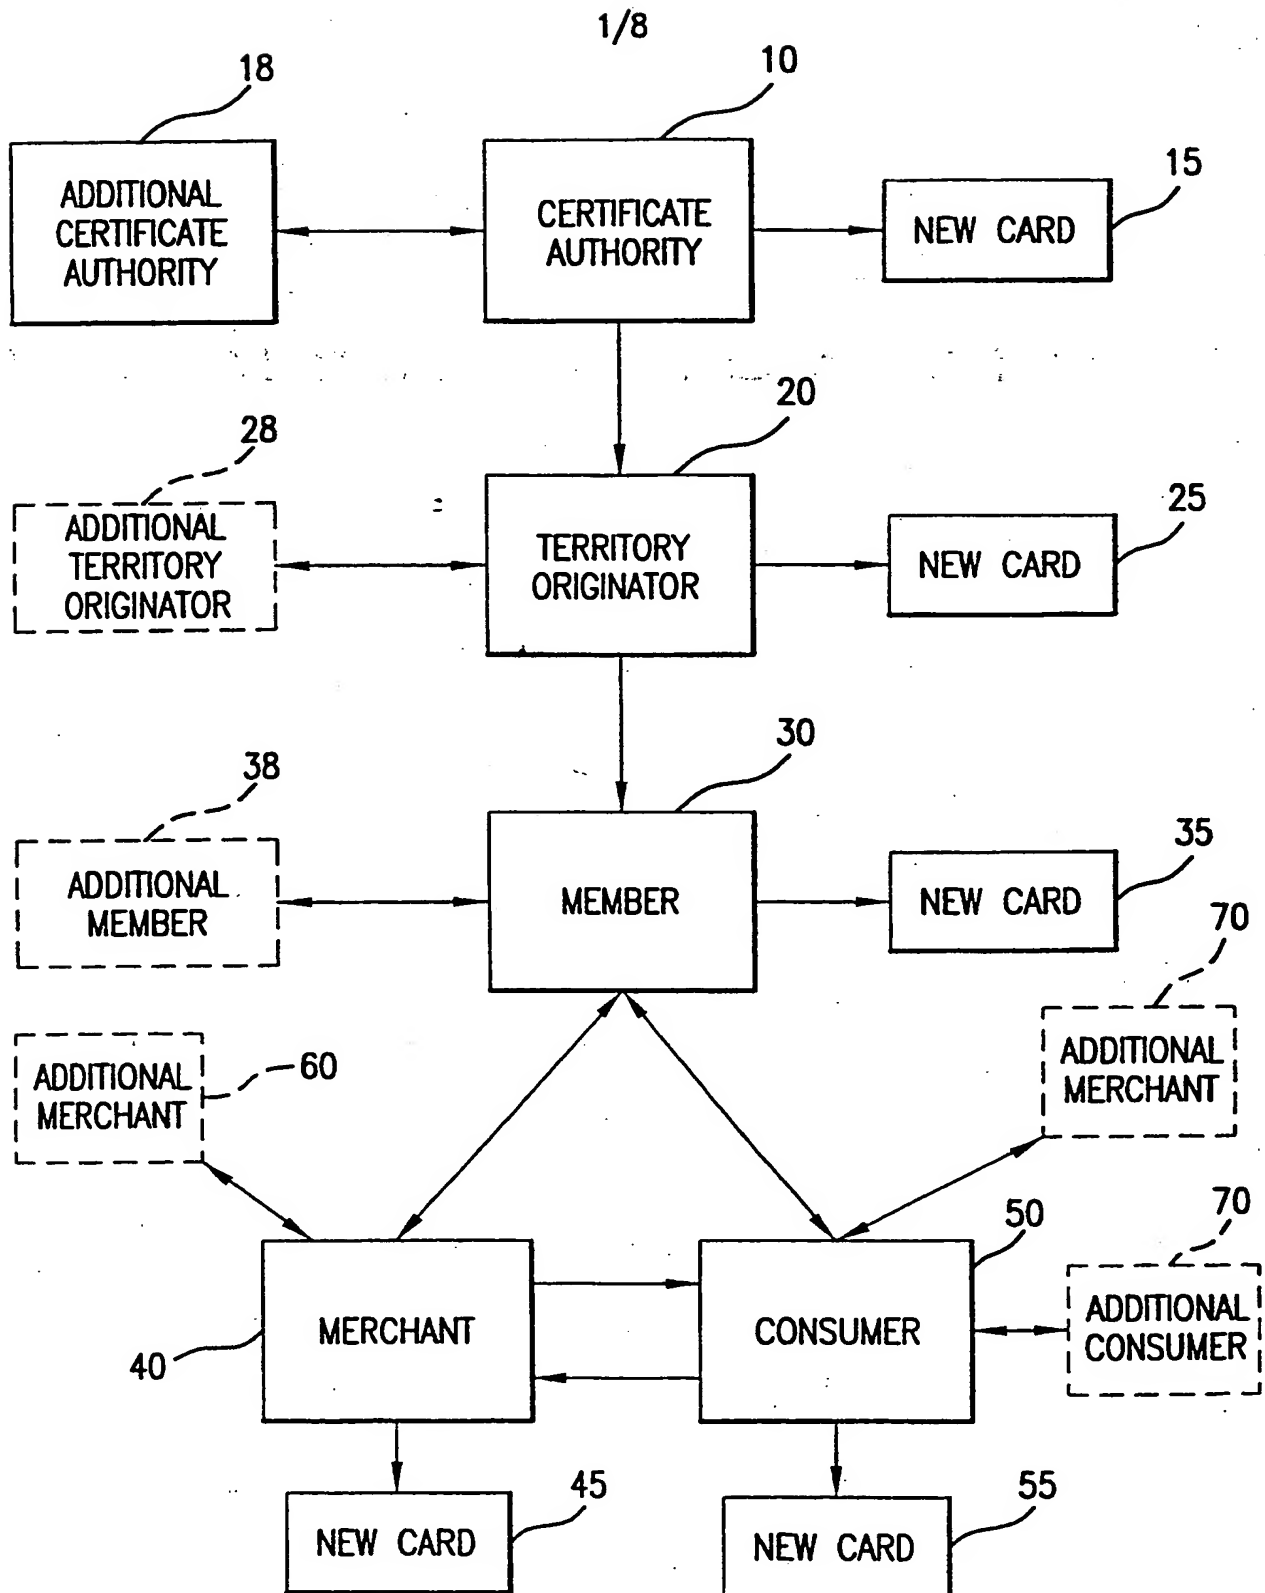 1/8
18
10
15
ADDITIONAL
CERTIFICATE
AUTHORITY
CERTIFICATE
AUTHORITY
NEW CARD
20
28
25
ADDITIONAL
TERRITORY
ORIGINATOR
TERRITORY
ORIGINATOR
NEW CARD
30
38
35
ADDITIONAL
MEMBER
MEMBER
NEW CARD
70
ADDITIONAL
MERCHANT
60
ADDITIONAL
MERCHANT
50
70
MERCHANT
CONSUMER
ADDITIONAL
CONSUMER
40
45
55
NEW CARD
NEW CARD